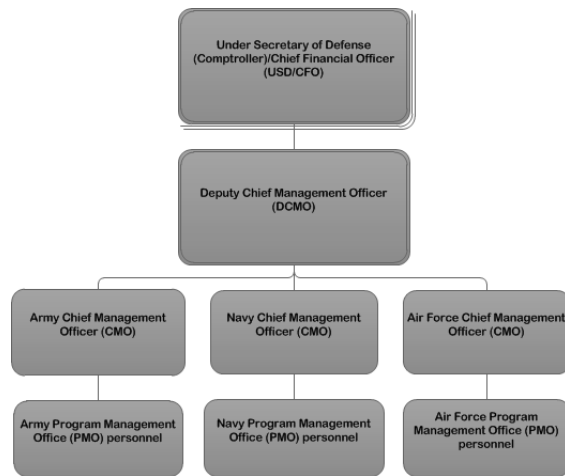 Under Secretary of Defense
(Comptroller)/Chief Financial Officer
(USD/CFO)
Deputy Chief Management Officer
(DCMO)
Army Chief Management
Officer (CMO)
Navy Chief Management
Officer (CMO)
Air Force Chief Management
Officer (CMO)
Army Program Management
Office (PMO) personnel
Navy Program Management
Office (PMO) personnel
Air Force Program
Management Office (PMO)
personnel